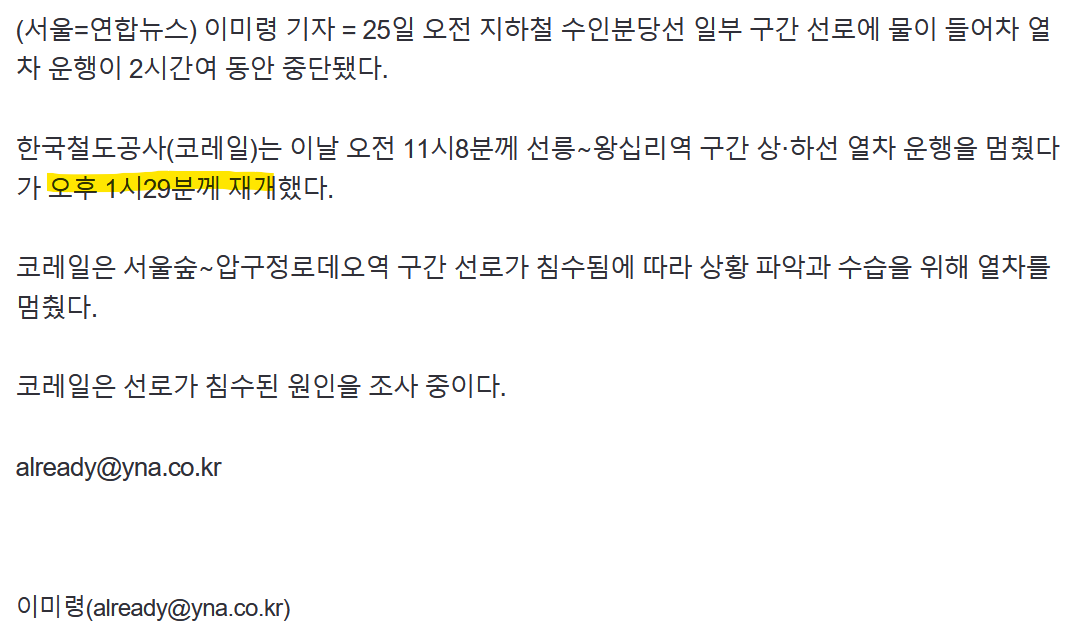 (서울=연합뉴스) 이미령 기자 = 25일 오전 지하철 수인분당선 일부 구간 선로에 물이 들어차 열
차 운행이 2시간여 동안 중단됐다.
한국철도공사(코레일)는 이날 오전 11시8분께 선릉~왕십리역 구간 상·하선 열차 운행을 멈췄다
가 오후 1시29분께 재개했다.
코레일은 서울숲~압구정로데오역 구간 선로가 침수됨에 따라 상황 파악과 수습을 위해 열차를
멈췄다.
코레일은 선로가 침수된 원인을 조사 중이다.
already@yna.co.kr
이미령(already@yna.co.kr)